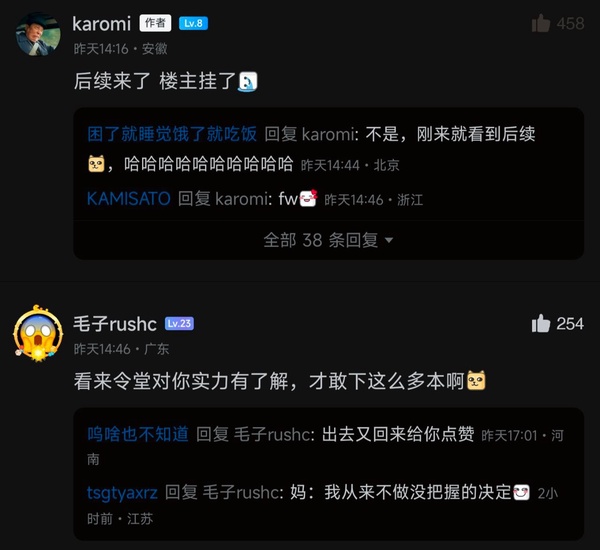 karomi 作者 Lv.8 458
昨天14:16・安徽
后续来了 楼主挂了
困了就睡觉饿了就吃饭 回复 karomi: 不是，刚来就看到后续
，哈哈哈哈哈哈哈哈哈哈 昨天14:44・北京
KAMISATO 回复 karomi: fw 昨天14:46・浙江
全部 38 条回复
毛子rushc Lv.23 254
昨天14:46・广东
看来令堂对你实力有了解，才敢下这么多本啊
呜啥也不知道 回复 毛子rushc: 出去又回来给你点赞 昨天17:01・河
南
tsgtyaxrz 回复 毛子rushc: 妈：我从来不做没把握的决定 2小
时前・江苏